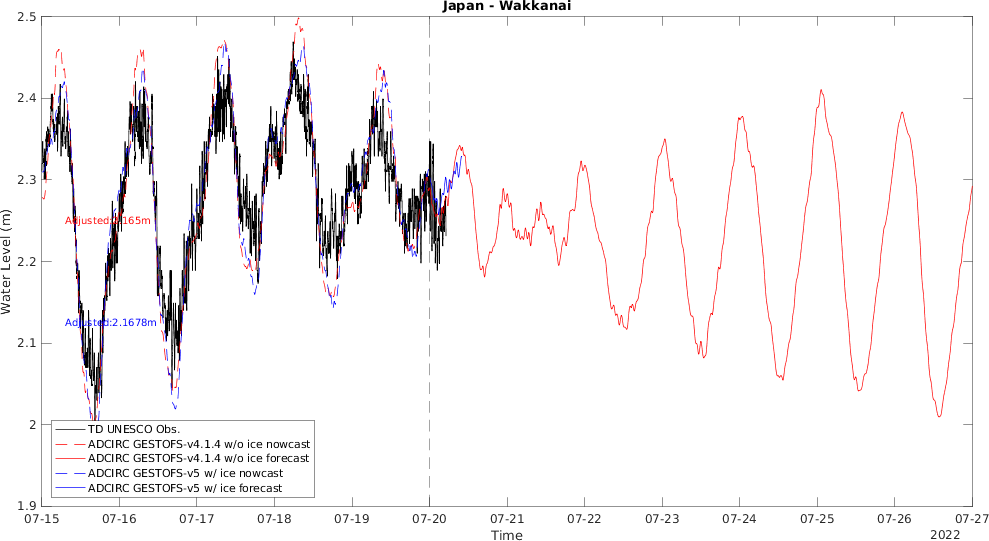 Japan - Wakkanai
2.5
2.4
2.3
2.2
2.1
2
1.9
Water Level (m)
Adjusted:2.165m
Adjusted:2.1678m
TD UNESCO Obs.
ADCIRC GESTOFS-v4.1.4 w/o ice nowcast
ADCIRC GESTOFS-v4.1.4 w/o ice forecast
ADCIRC GESTOFS-v5 w/ ice nowcast
ADCIRC GESTOFS-v5 w/ ice forecast
07-15 07-16 07-17 07-18 07-19 07-20 07-21 07-22 07-23 07-24 07-25 07-26 07-27
Time
2022